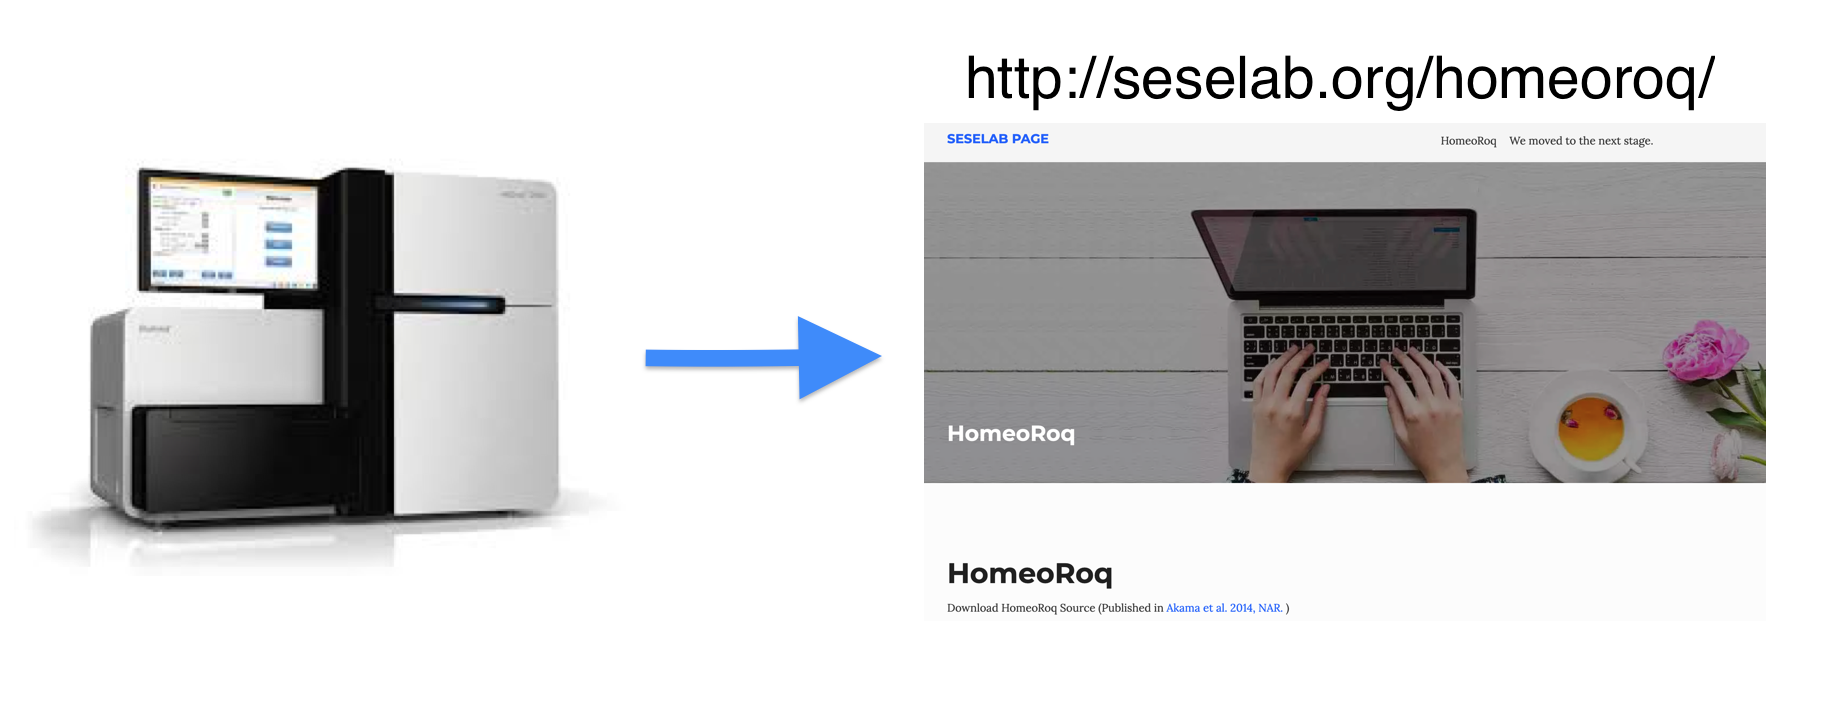 http://seselab.org/homeoroq/
SESELAB PAGE
HomeoRoq We moved to the next stage.
HomeoRoq
HomeoRoq
Download HomeoRoq Source (Published in Akama et al. 2014, NAR. )